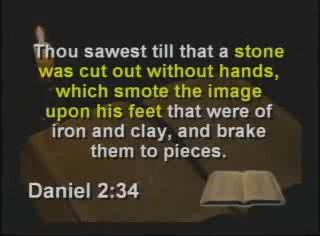 Thou sawest till that a stone
was cut out without hands,
which smote the image
upon his feet that were of
iron and clay, and brake
them to pieces.
Daniel 2:34